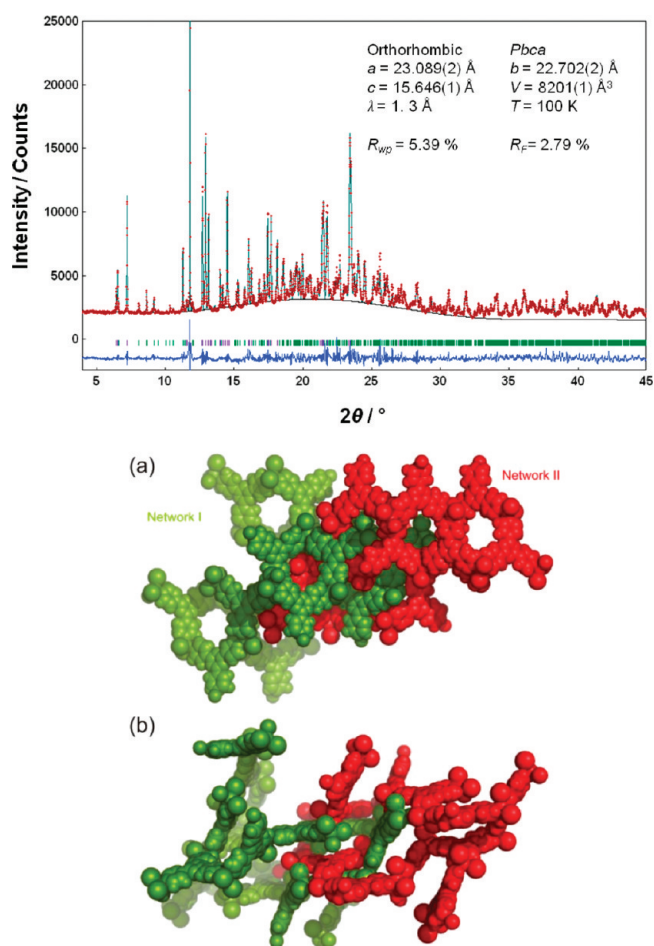 25000
20000
15000
10000
5000
0
Intensity / Counts
Orthorhombic Pbca
a = 23.089(2) Å b = 22.702(2) Å
c = 15.646(1) Å V = 8201(1) Å³
λ = 1. 3 Å T = 100 K
R_wp = 5.39 % R_F = 2.79 %
5 10 15 20 25 30 35 40 45
2θ / °
(a)
Network I
Network II
(b)